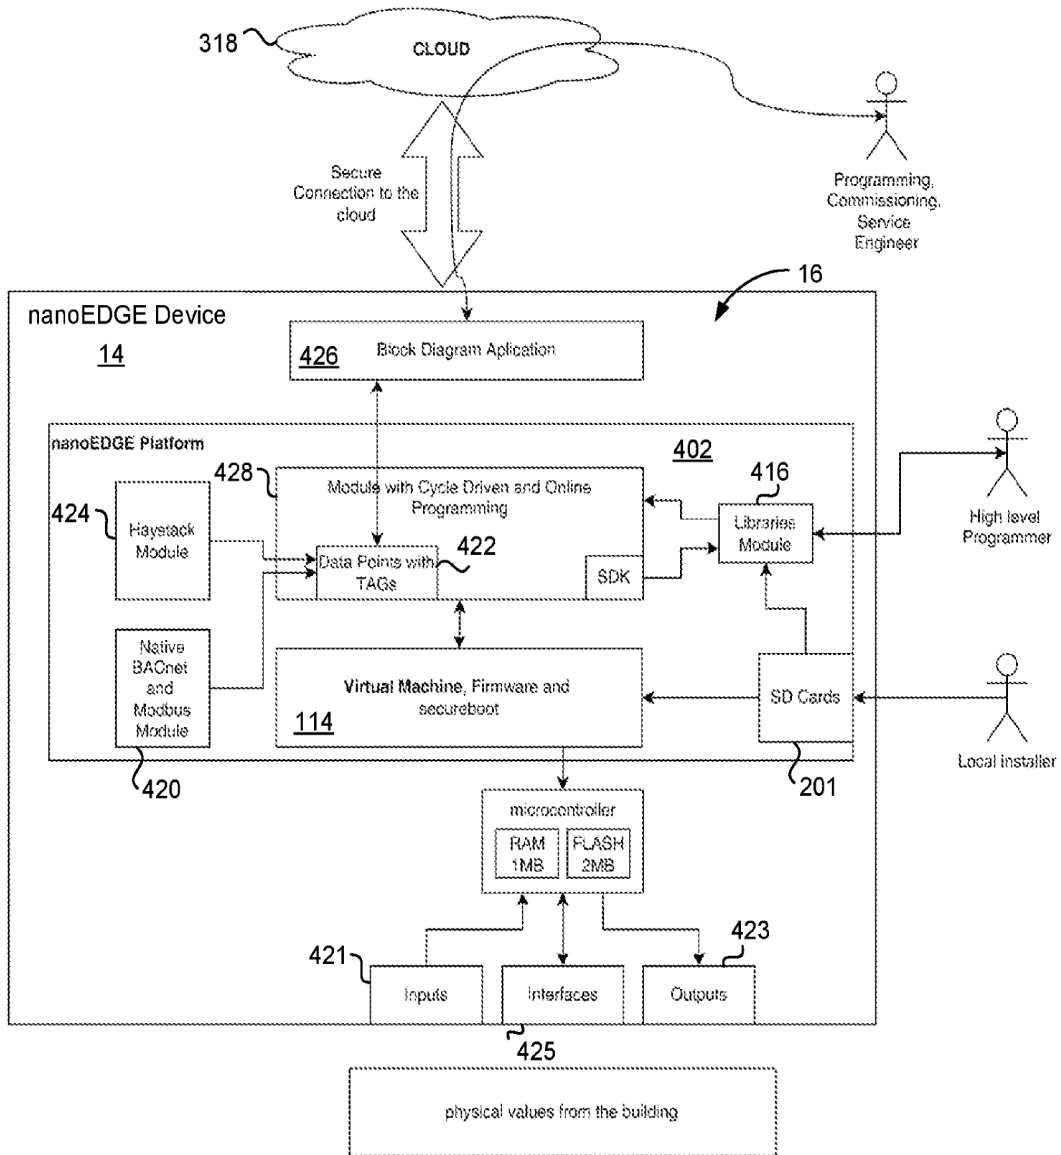 318
CLOUD
Secure
Connection to the
cloud
Programming,
Commissioning,
Service
Engineer
16
nanoEDGE Device
14
426
Block Diagram Aplication
nanoEDGE Platform
402
428
Module with Cycle Driven and Online
Programming
416
Libraries
Module
High level
Programmer
424
Haystack
Module
Data Points with
TAGs
422
SDK
Native
BACnet
and
Modbus
Module
420
Virtual Machine, Firmware and
secureboot
114
SD Cards
201
Local installer
microcontroller
RAM
1MB
FLASH
2MB
421
Inputs
Interfaces
425
423
Outputs
physical values from the building